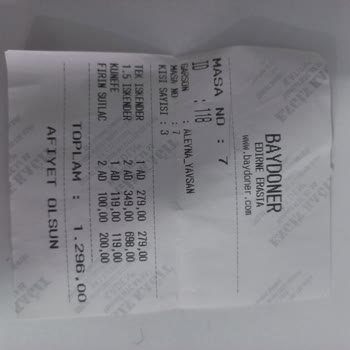 BAYDONER
EDIRNE ERASTA
www.baydoner.com
MASA NO : 7
ID : 118
GARSON : ALEYNA_YAVSAN
MASA NO : 7
KISI SAYISI : 3
TEK ISKENDER 1 AD 279,00 279,00
1.5 ISKENDER 2 AD 349,00 698,00
KUNEFE 1 AD 119,00 119,00
FIRIN SUTLAC 2 AD 100,00 200,00
TOPLAM : 1.296,00
AFIYET OLSUN